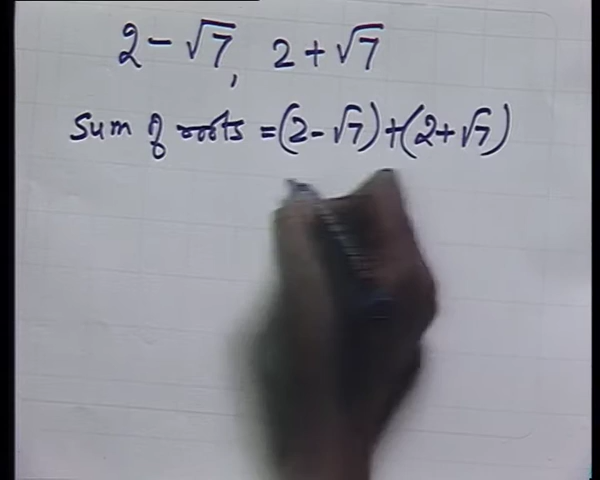 2 - √7, 2 + √7
Sum of roots = (2 - √7) + (2 + √7)